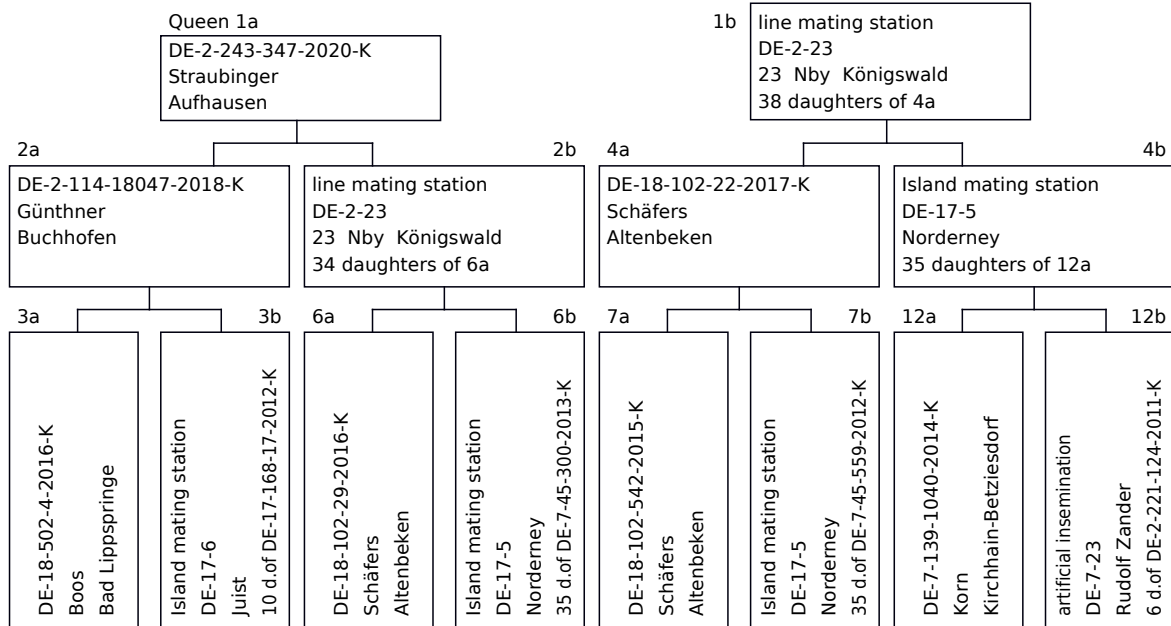 Queen 1a
DE-2-243-347-2020-K
Straubinger
Aufhausen
1b
line mating station
DE-2-23
23 Nby Königswald
38 daughters of 4a
2a
DE-2-114-18047-2018-K
Günthner
Buchhofen
2b
line mating station
DE-2-23
23 Nby Königswald
34 daughters of 6a
4a
DE-18-102-22-2017-K
Schäfers
Altenbeken
4b
Island mating station
DE-17-5
Norderney
35 daughters of 12a
3a
DE-18-502-4-2016-K
Boos
Bad Lippspringe
3b
Island mating station
DE-17-6
Juist
10 d.of DE-17-168-17-2012-K
6a
DE-18-102-29-2016-K
Schäfers
Altenbeken
6b
Island mating station
DE-17-5
Norderney
35 d.of DE-7-45-300-2013-K
7a
DE-18-102-542-2015-K
Schäfers
Altenbeken
7b
Island mating station
DE-17-5
Norderney
35 d.of DE-7-45-559-2012-K
12a
DE-7-139-1040-2014-K
Korn
Kirchhain-Betziesdorf
12b
artificial insemination
DE-7-23
Rudolf Zander
6 d.of DE-2-221-124-2011-K